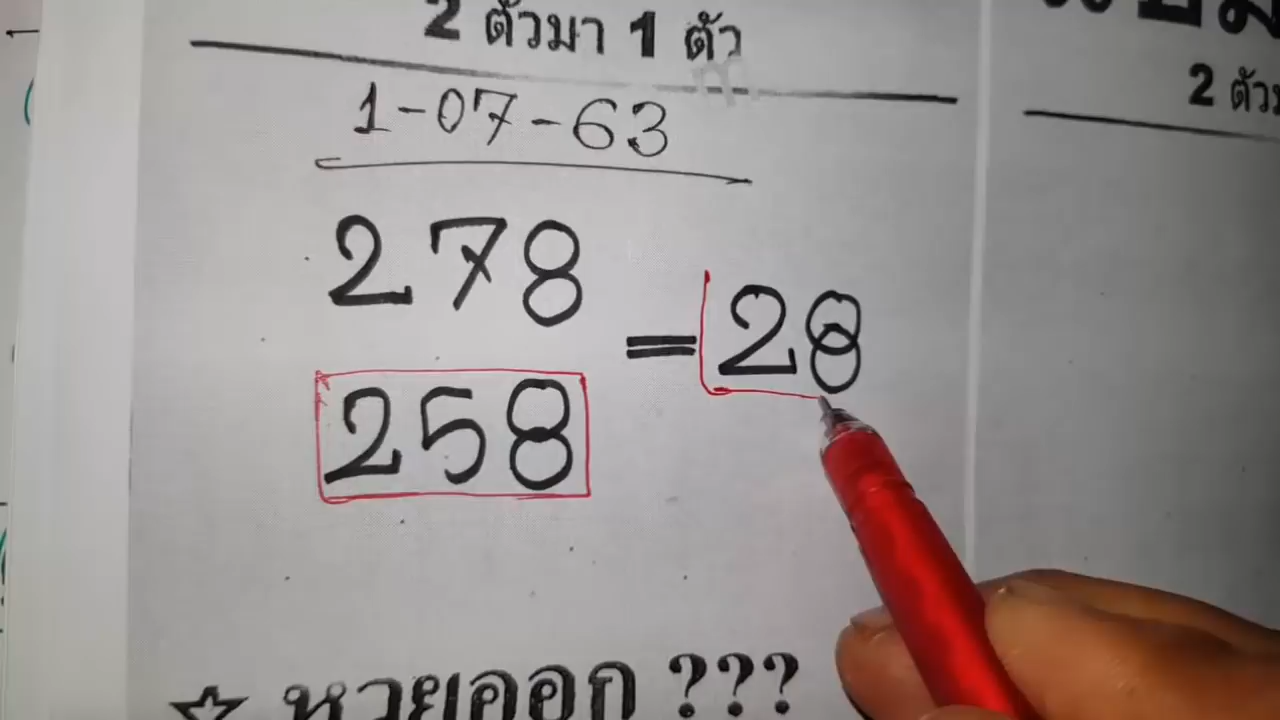 2 ตัวมา 1 ตัว
2 ตัว
1-07-63
278
=28
258
หวยออก ???